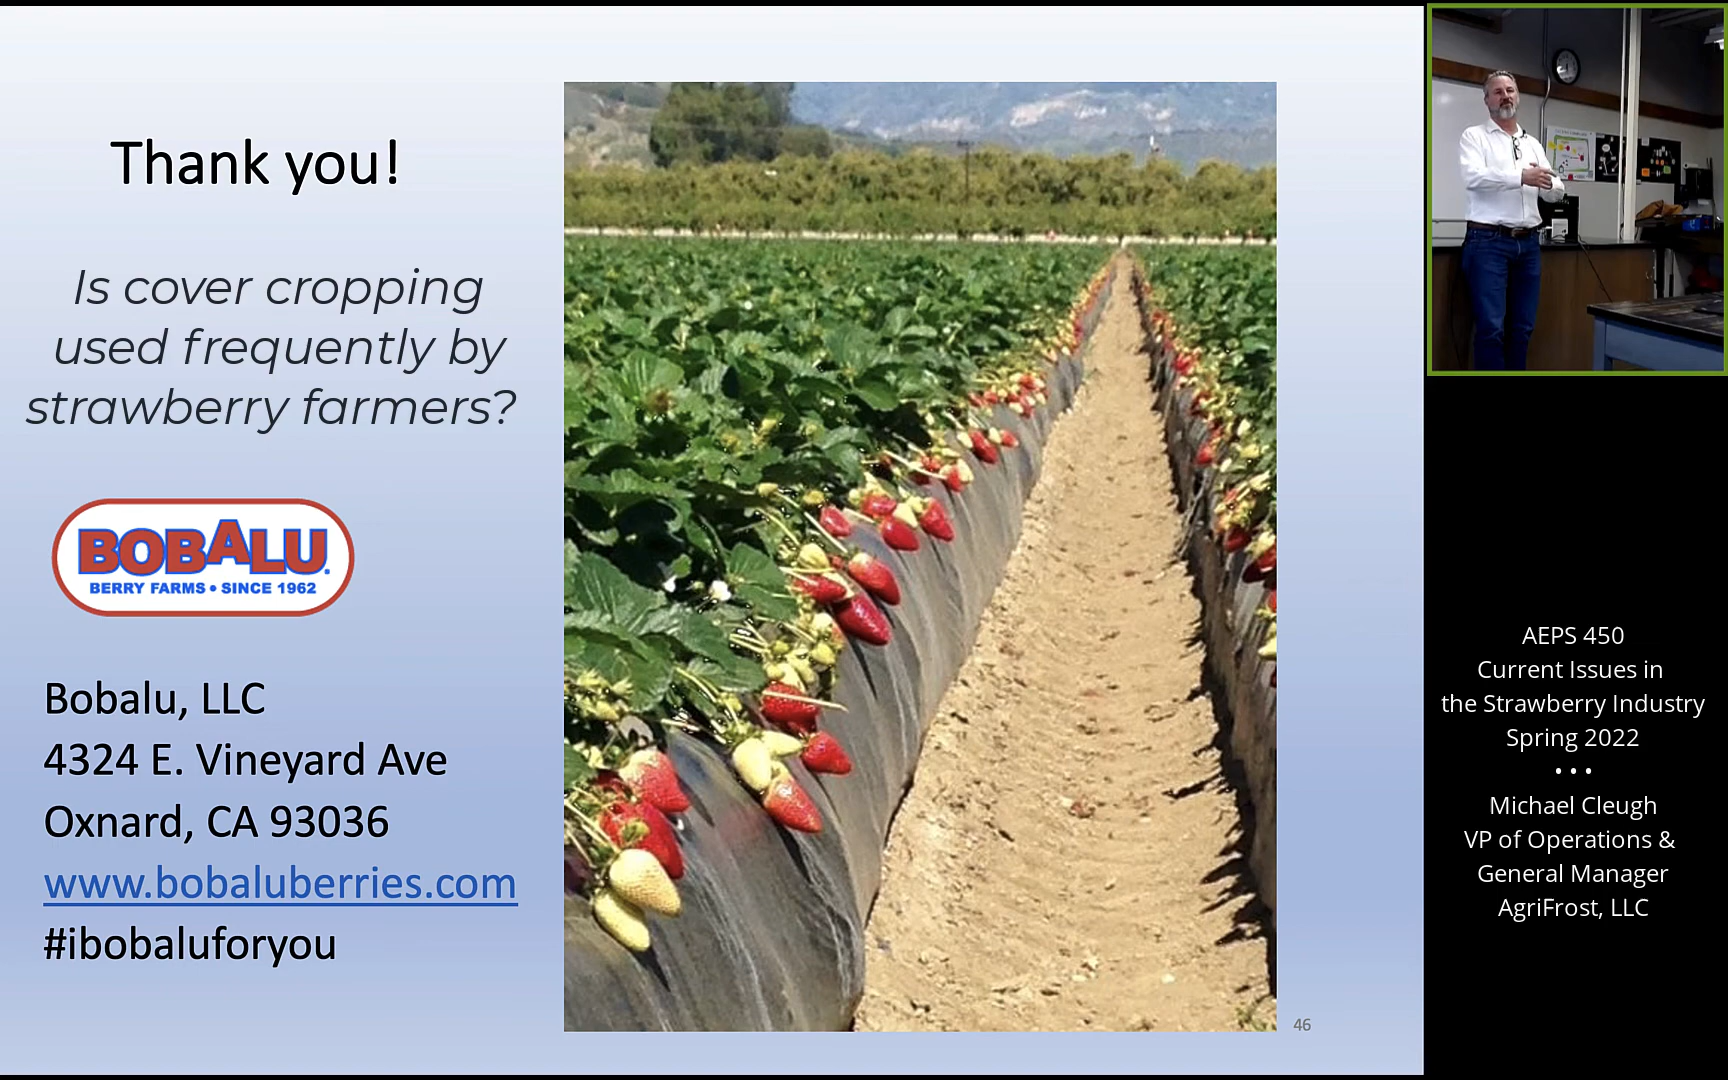 Thank you!
Is cover cropping
used frequently by
strawberry farmers?
BOBALU.
BERRY FARMS • SINCE 1962
Bobalu, LLC
4324 E. Vineyard Ave
Oxnard, CA 93036
www.bobaluberries.com
#ibobaluforyou
46
AEPS 450
Current Issues in
the Strawberry Industry
Spring 2022
• • •
Michael Cleugh
VP of Operations &
General Manager
AgriFrost, LLC